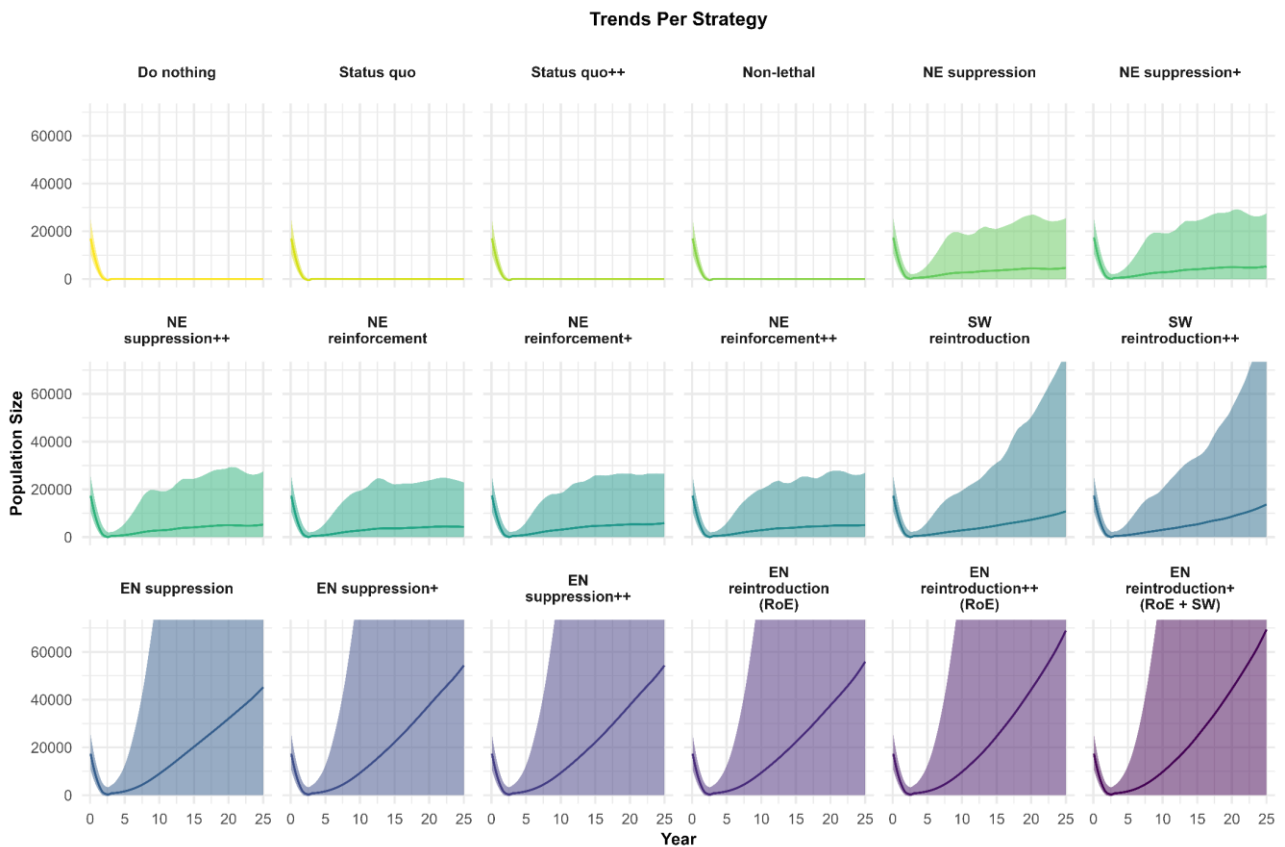 Trends Per Strategy
Do nothing
Status quo
Status quo++
Non-lethal
NE suppression
NE suppression+
60000
40000
20000
0
NE
suppression++
NE
reinforcement
NE
reinforcement+
NE
reinforcement++
SW
reintroduction
SW
reintroduction++
Population Size
60000
40000
20000
0
EN suppression
EN suppression+
EN
suppression++
EN
reintroduction
(RoE)
EN
reintroduction++
(RoE)
EN
reintroduction+
(RoE + SW)
60000
40000
20000
0
0 5 10 15 20 25
0 5 10 15 20 25
0 5 10 15 20 25
0 5 10 15 20 25
0 5 10 15 20 25
0 5 10 15 20 25
Year